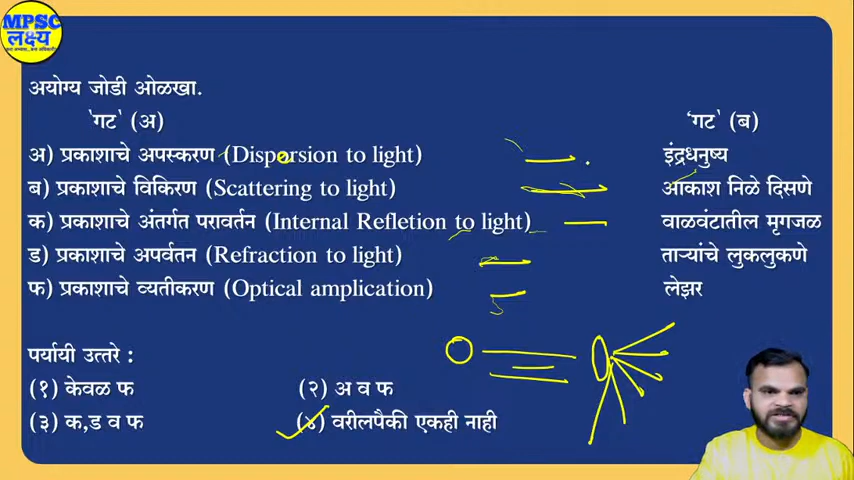 MPSC
लक्ष्य
अयोग्य जोडी ओळखा.
'गट' (अ) 'गट' (ब)
अ) प्रकाशाचे अपस्करण (Dispersion to light) इंद्रधनुष्य
ब) प्रकाशाचे विकिरण (Scattering to light) आकाश निळे दिसणे
क) प्रकाशाचे अंतर्गत परावर्तन (Internal Refletion to light) वाळवंटातील मृगजळ
ड) प्रकाशाचे अपर्वतन (Refraction to light) ताऱ्यांचे लुकलुकणे
फ) प्रकाशाचे व्यतीकरण (Optical amplication) लेझर
पर्यायी उत्तरे :
(१) केवळ फ (२) अ व फ
(३) क,ड व फ (४) वरीलपैकी एकही नाही